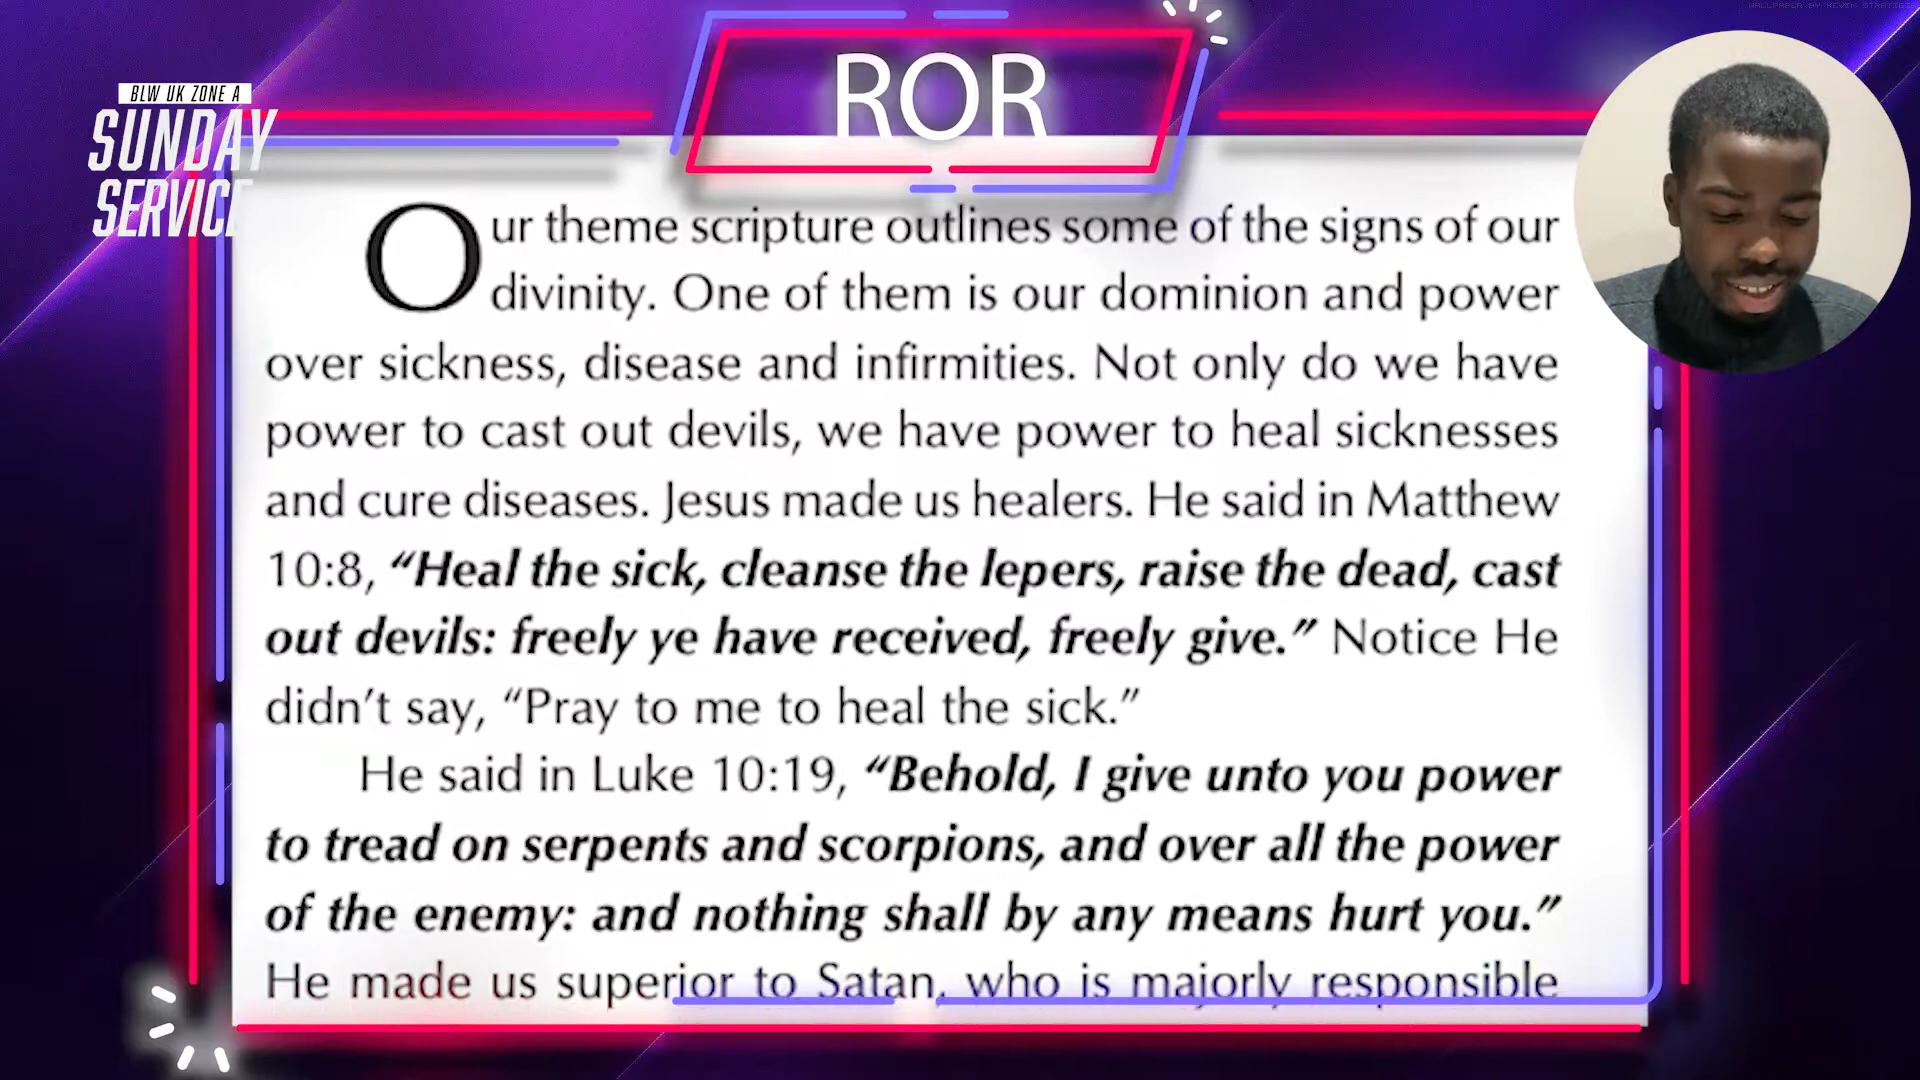 WALLPAPER BY KEVIN STRATIGIS
ROR
BLW UK ZONE A
SUNDAY
SERVICE
Our theme scripture outlines some of the signs of our
divinity. One of them is our dominion and power
over sickness, disease and infirmities. Not only do we have
power to cast out devils, we have power to heal sicknesses
and cure diseases. Jesus made us healers. He said in Matthew
10:8, “Heal the sick, cleanse the lepers, raise the dead, cast
out devils: freely ye have received, freely give.” Notice He
didn’t say, “Pray to me to heal the sick.”
He said in Luke 10:19, “Behold, I give unto you power
to tread on serpents and scorpions, and over all the power
of the enemy: and nothing shall by any means hurt you.”
He made us superior to Satan, who is majorly responsible